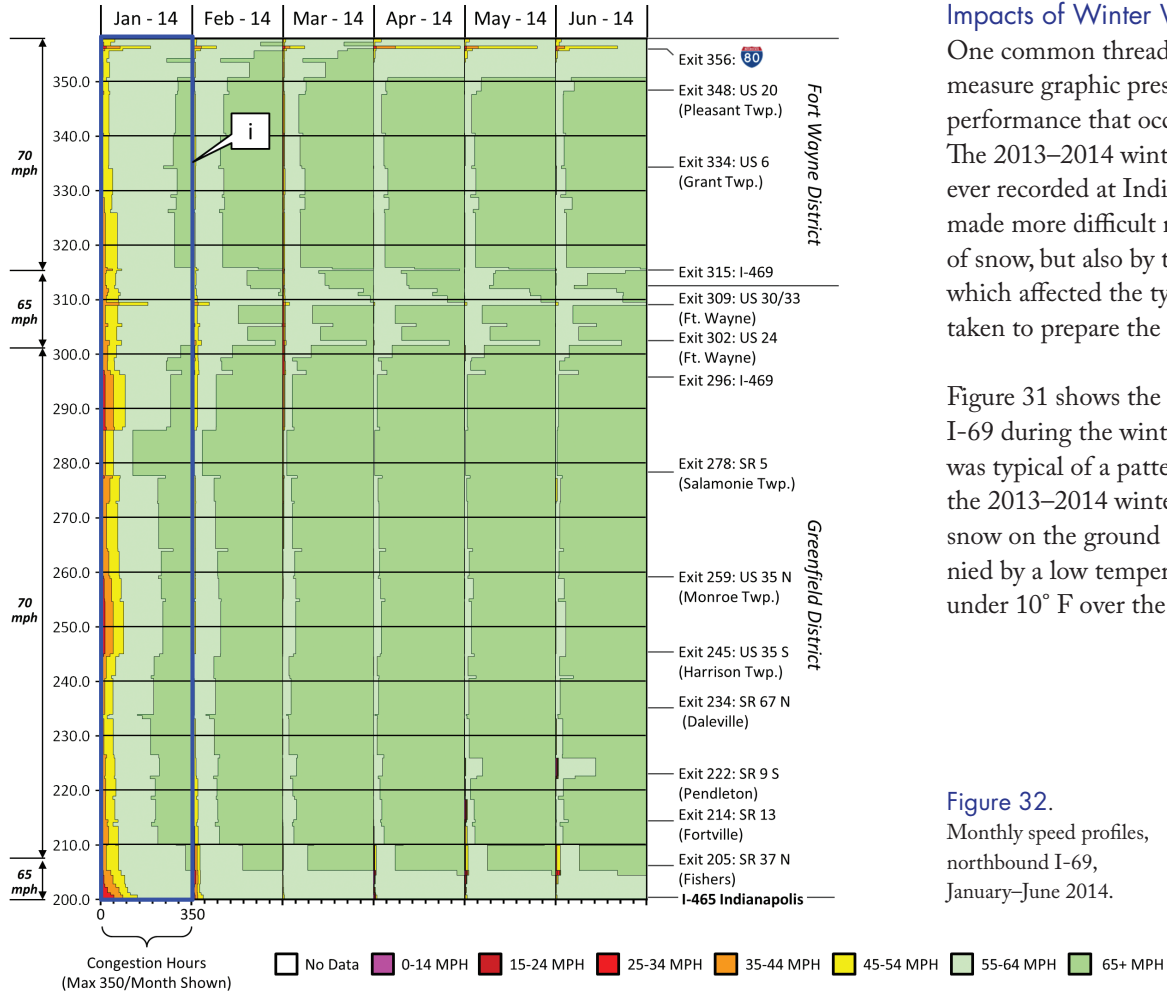 Jan - 14 Feb - 14 Mar - 14 Apr - 14 May - 14 Jun - 14
350.0
340.0
330.0
320.0
310.0
300.0
290.0
280.0
270.0
260.0
250.0
240.0
230.0
220.0
210.0
200.0
70
mph
65
mph
70
mph
65
mph
i
0 350
Congestion Hours
(Max 350/Month Shown)
Exit 356: 80
Exit 348: US 20
(Pleasant Twp.)
Exit 334: US 6
(Grant Twp.)
Exit 315: I-469
Exit 309: US 30/33
(Ft. Wayne)
Exit 302: US 24
(Ft. Wayne)
Exit 296: I-469
Exit 278: SR 5
(Salamonie Twp.)
Exit 259: US 35 N
(Monroe Twp.)
Exit 245: US 35 S
(Harrison Twp.)
Exit 234: SR 67 N
(Daleville)
Exit 222: SR 9 S
(Pendleton)
Exit 214: SR 13
(Fortville)
Exit 205: SR 37 N
(Fishers)
I-465 Indianapolis
Fort Wayne District
Greenfield District
No Data 0-14 MPH 15-24 MPH 25-34 MPH 35-44 MPH 45-54 MPH 55-64 MPH 65+ MPH
Impacts of Winter
One common thread
measure graphic pres
performance that occ
The 2013–2014 wint
ever recorded at Indi
made more difficult
of snow, but also by t
which affected the ty
taken to prepare the
Figure 31 shows the
I-69 during the wint
was typical of a patte
the 2013–2014 winte
snow on the ground
nied by a low temper
under 10° F over the
Figure 32.
Monthly speed profiles,
northbound I-69,
January–June 2014.